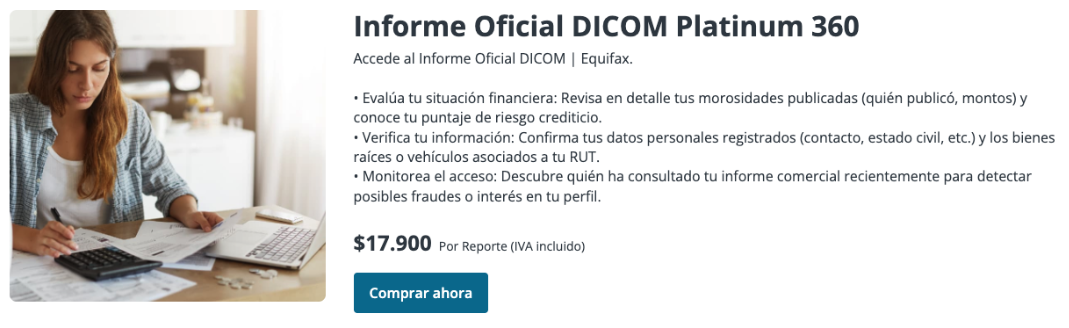 Informe Oficial DICOM Platinum 360
Accede al Informe Oficial DICOM | Equifax.
• Evalúa tu situación financiera: Revisa en detalle tus morosidades publicadas (quién publicó, montos) y
conoce tu puntaje de riesgo crediticio.
• Verifica tu información: Confirma tus datos personales registrados (contacto, estado civil, etc.) y los bienes
raíces o vehículos asociados a tu RUT.
• Monitorea el acceso: Descubre quién ha consultado tu informe comercial recientemente para detectar
posibles fraudes o interés en tu perfil.
$17.900 Por Reporte (IVA incluido)
Comprar ahora